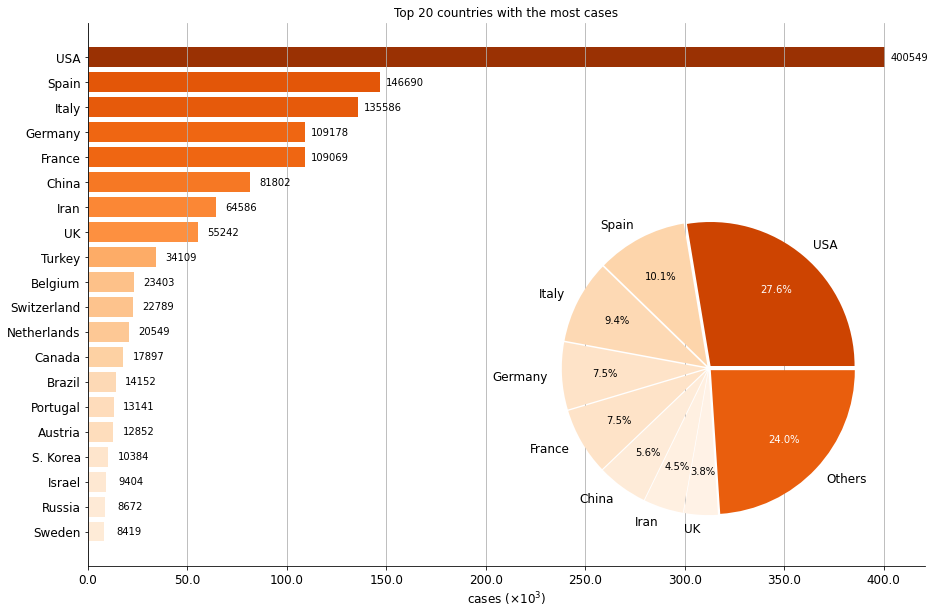 Top 20 countries with the most cases
USA 400549
Spain 146690
Italy 135586
Germany 109178
France 109069
China 81802
Iran 64586
UK 55242
Turkey 34109
Belgium 23403
Switzerland 22789
Netherlands 20549
Canada 17897
Brazil 14152
Portugal 13141
Austria 12852
S. Korea 10384
Israel 9404
Russia 8672
Sweden 8419
0.0 50.0 100.0 150.0 200.0 250.0 300.0 350.0 400.0
cases (×10³)
USA
27.6%
Spain
10.1%
Italy
9.4%
Germany
7.5%
France
7.5%
China
5.6%
Iran
4.5%
UK
3.8%
Others
24.0%